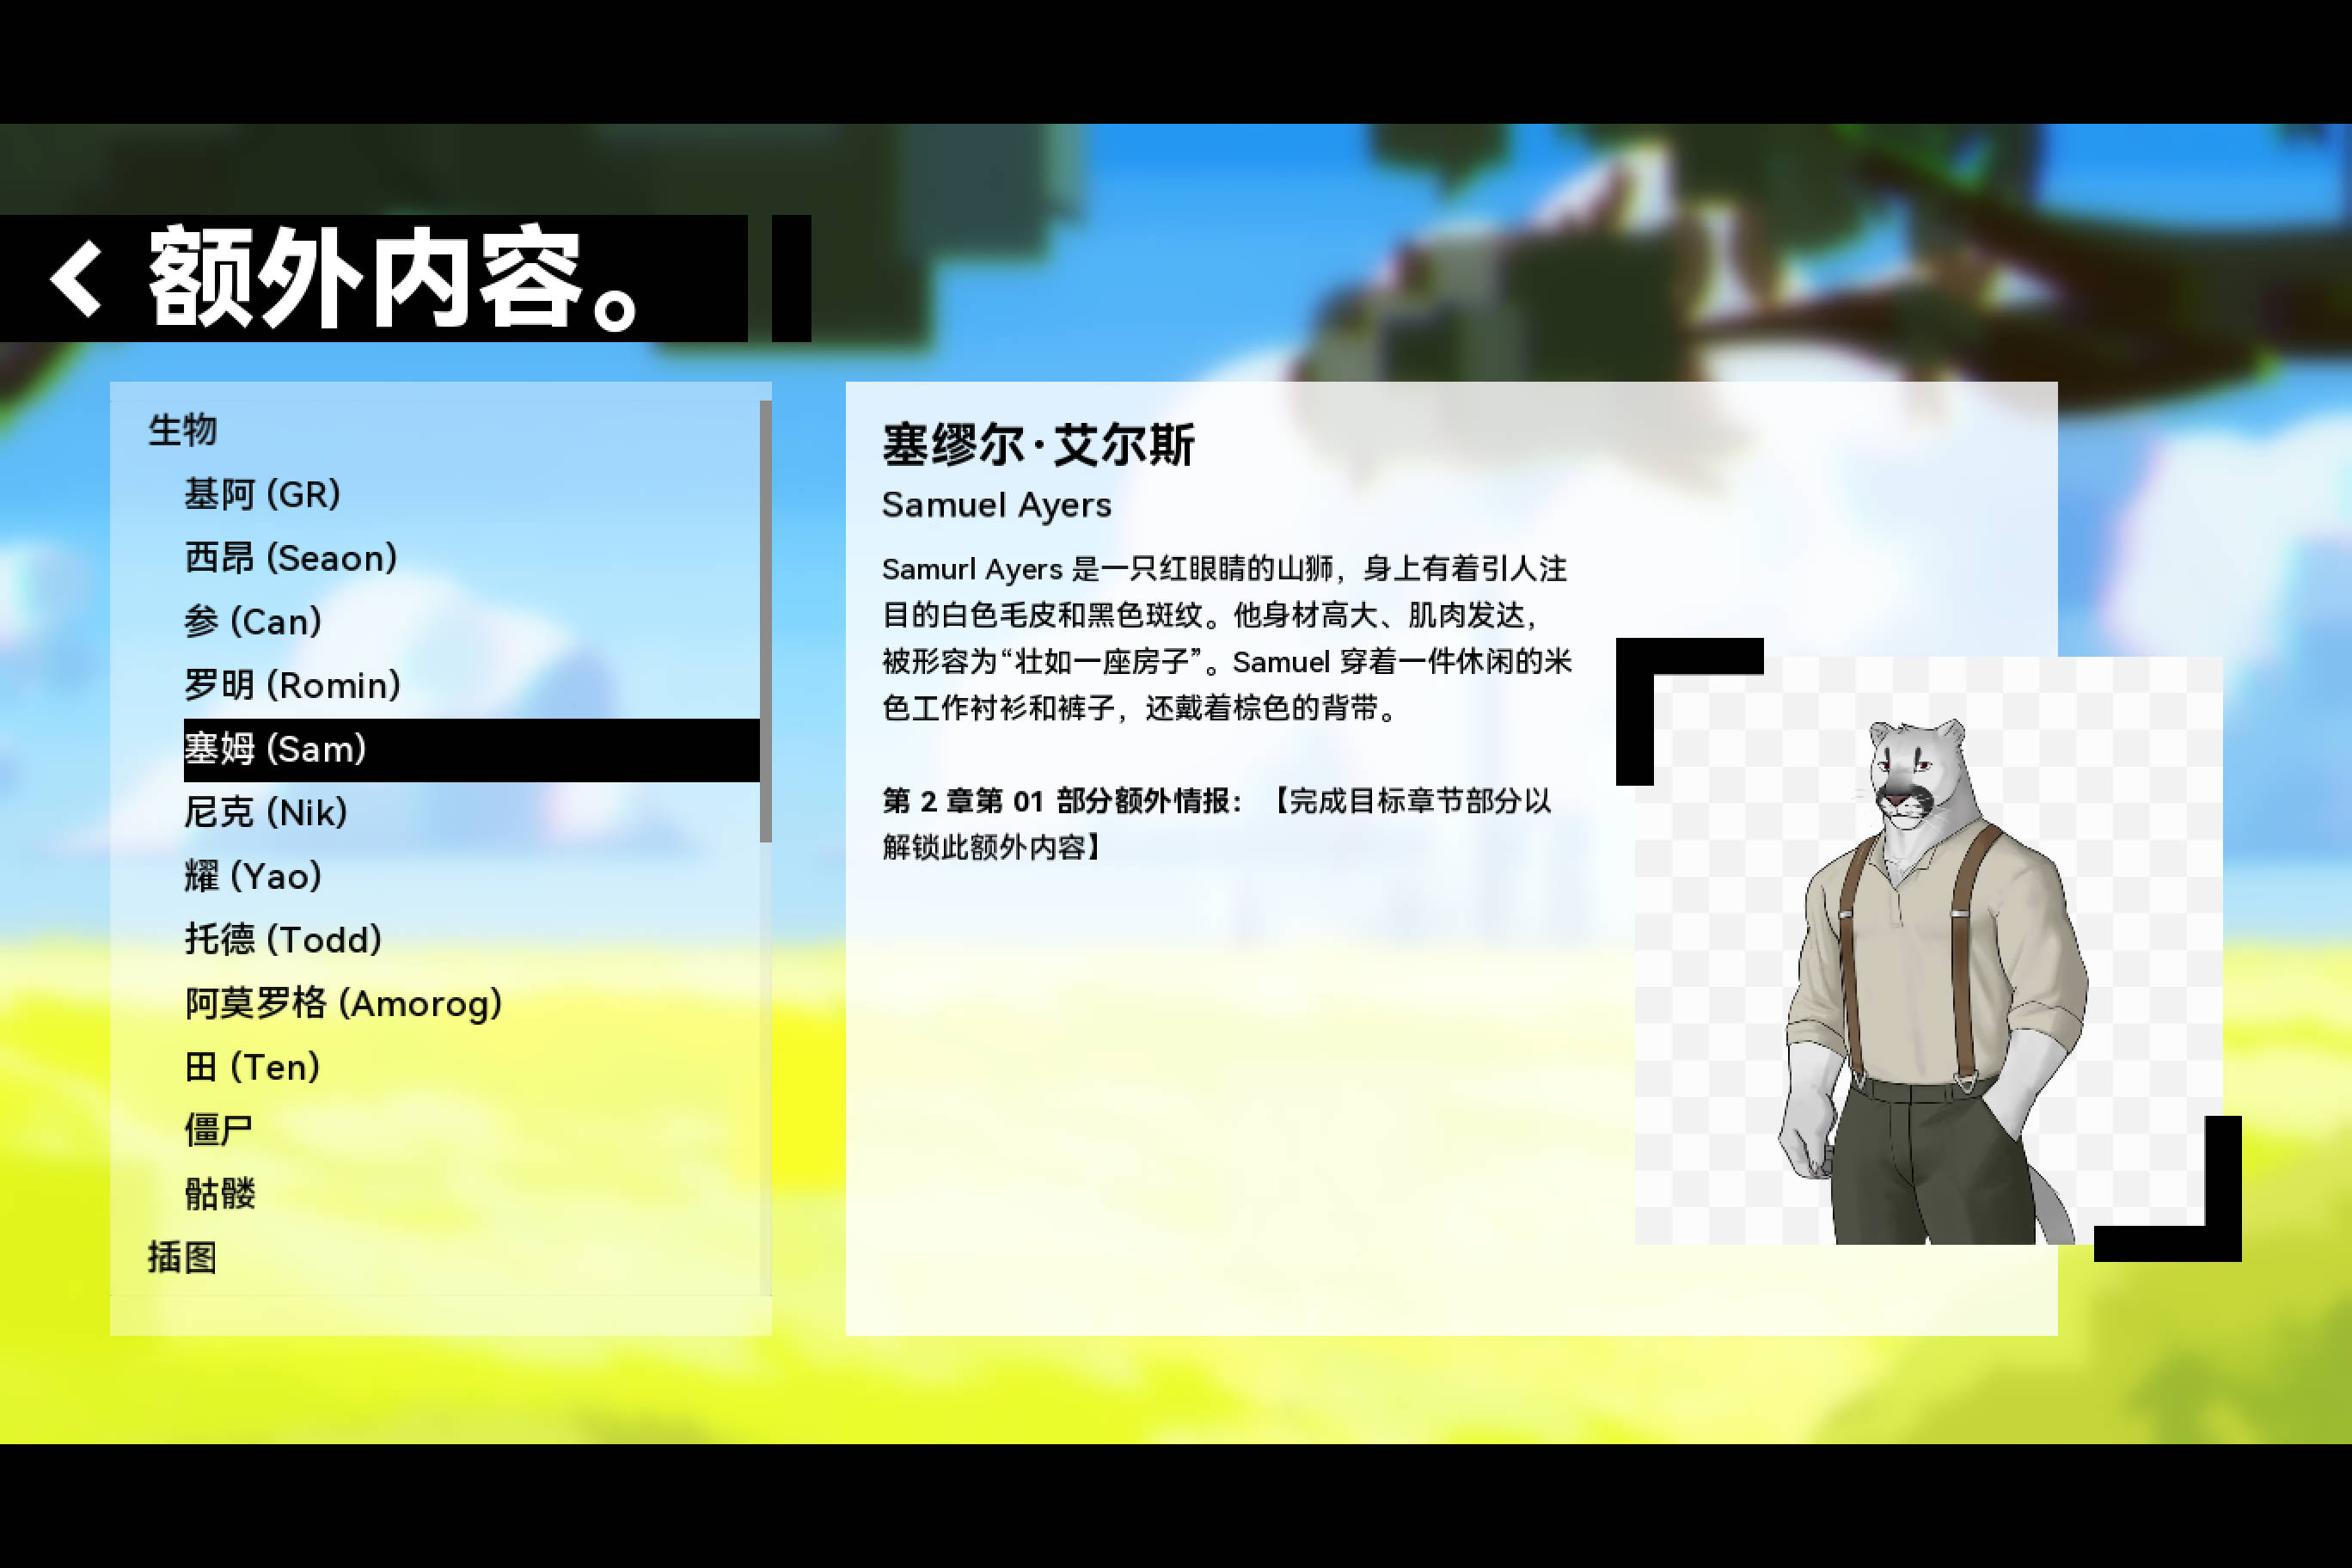 额外内容。
生物
基阿 (GR)
西昂 (Seaon)
参 (Can)
罗明 (Romin)
塞姆 (Sam)
尼克 (Nik)
耀 (Yao)
托德 (Todd)
阿莫罗格 (Amorog)
田 (Ten)
僵尸
骷髅
插图
塞缪尔·艾尔斯
Samuel Ayers
Samurl Ayers 是一只红眼睛的山狮，身上有着引人注
目的白色毛皮和黑色斑纹。他身材高大、肌肉发达，
被形容为“壮如一座房子”。Samuel 穿着一件休闲的米
色工作衬衫和裤子，还戴着棕色的背带。
第 2 章第 01 部分额外情报：【完成目标章节部分以
解锁此额外内容】